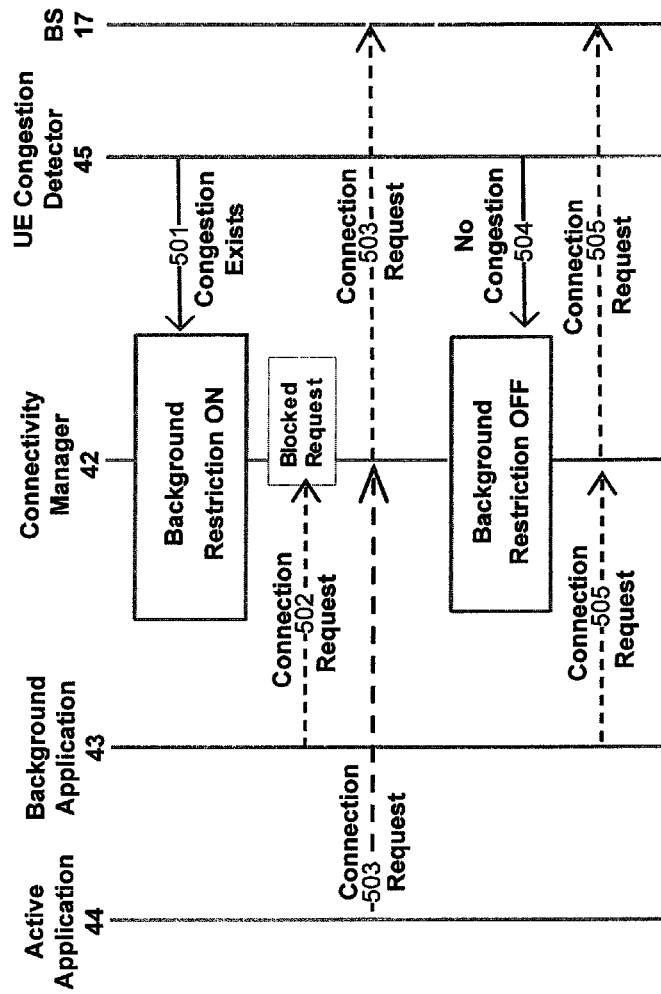 Active
Application
44
Background
Application
43
Connectivity
Manager
42
UE Congestion
Detector
45
BS
17
Background
Restriction ON
501
Congestion
Exists
Connection
502
Request
Blocked
Request
Connection
503
Request
Connection
503
Request
Background
Restriction OFF
No
Congestion
504
Connection
505
Request
Connection
505
Request